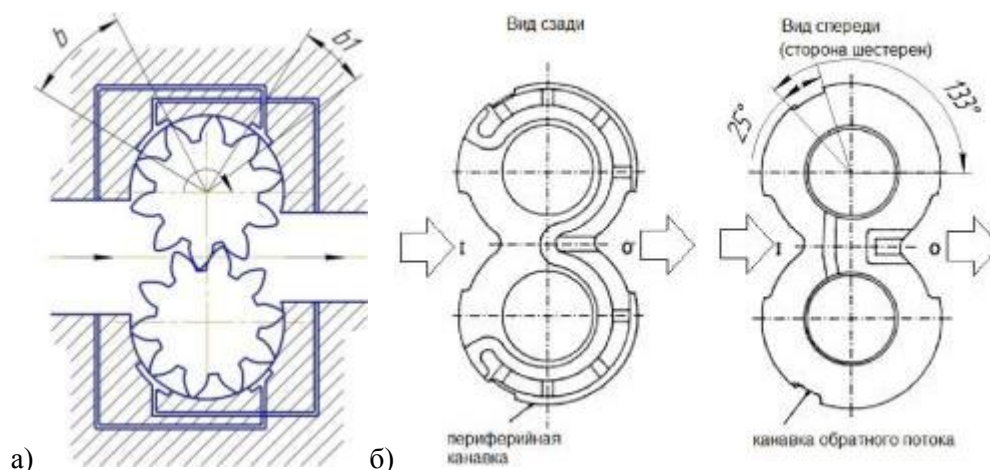 b
b1
Вид сзади
Вид спереди
(сторона шестерен)
25°
133°
I
O
I
O
периферийная
канавка
канавка обратного потока
а)
б)